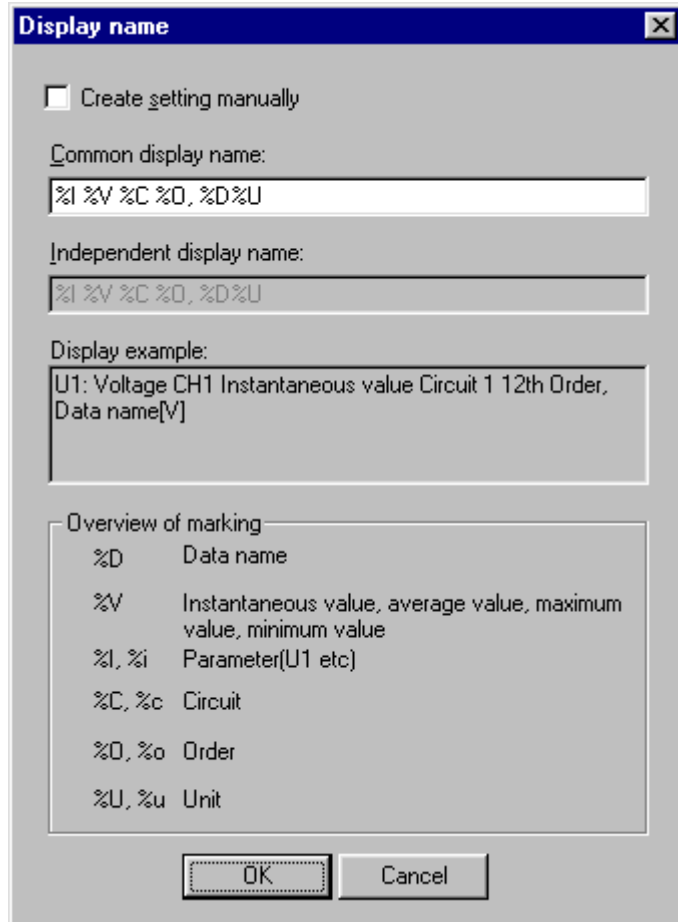 Display name
Create setting manually
Common display name:
%I %V %C %O, %D%U
Independent display name:
%I %V %C %O, %D%U
Display example:
U1: Voltage CH1 Instantaneous value Circuit 1 12th Order,
Data name[V]
Overview of marking
%D Data name
%V Instantaneous value, average value, maximum
value, minimum value
%I, %i Parameter(U1 etc)
%C, %c Circuit
%O, %o Order
%U, %u Unit
OK Cancel